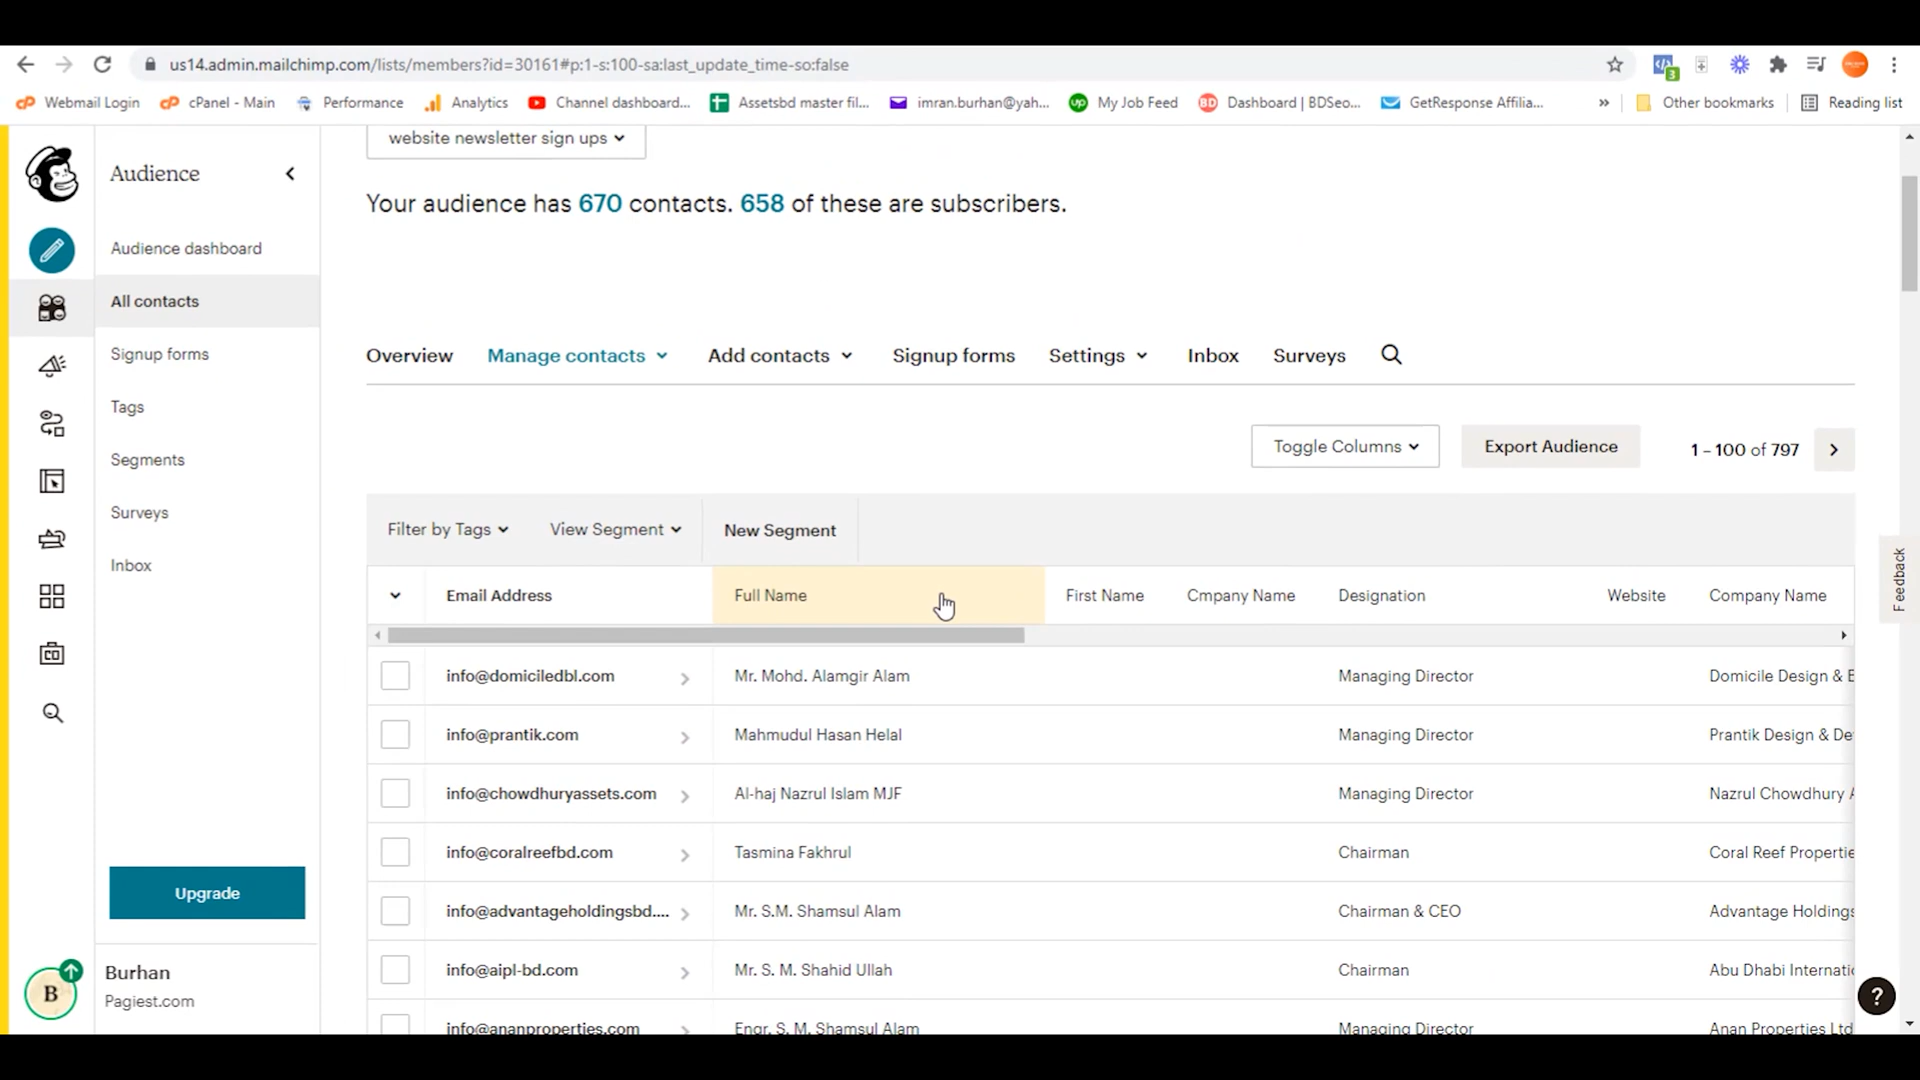 us14.admin.mailchimp.com/lists/members?id=30161#p:1-s:100-sa:last_update_time-so:false
3
Webmail Login cPanel - Main Performance Analytics Channel dashboard... Assetsbd master fil... imran.burhan@yah... My Job Feed Dashboard | BDSeo... GetResponse Affilia... » Other bookmarks Reading list
Audience
website newsletter sign ups
Your audience has 670 contacts. 658 of these are subscribers.
Audience dashboard
All contacts
Signup forms
Tags
Segments
Surveys
Inbox
Upgrade
B
Burhan
Pagiest.com
Overview Manage contacts Add contacts Signup forms Settings Inbox Surveys
Toggle Columns Export Audience 1 – 100 of 797
Filter by Tags View Segment New Segment
Email Address Full Name First Name Cmpany Name Designation Website Company Name
info@domiciledbl.com Mr. Mohd. Alamgir Alam Managing Director Domicile Design & B
info@prantik.com Mahmudul Hasan Helal Managing Director Prantik Design & De
info@chowdhuryassets.com Al-haj Nazrul Islam MJF Managing Director Nazrul Chowdhury A
info@coralreefbd.com Tasmina Fakhrul Chairman Coral Reef Propertie
info@advantageholdingsbd.... Mr. S.M. Shamsul Alam Chairman & CEO Advantage Holdings
info@aipl-bd.com Mr. S. M. Shahid Ullah Chairman Abu Dhabi Internati
info@ananproperties.com Engr. S. M. Shamsul Alam Managing Director Anan Properties Ltd
Feedback
?